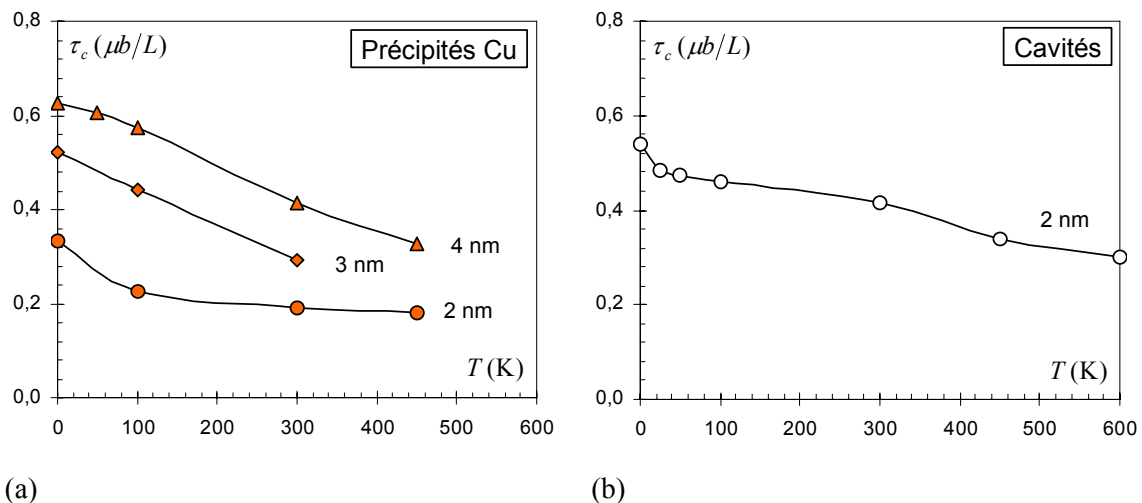 0,8
τc (μb/L)
Précipités Cu
0,6
0,4
4 nm
3 nm
0,2
2 nm
T (K)
0,0
0 100 200 300 400 500 600
(a)
0,8
τc (μb/L)
Cavités
0,6
0,4
2 nm
0,2
T (K)
0,0
0 100 200 300 400 500 600
(b)